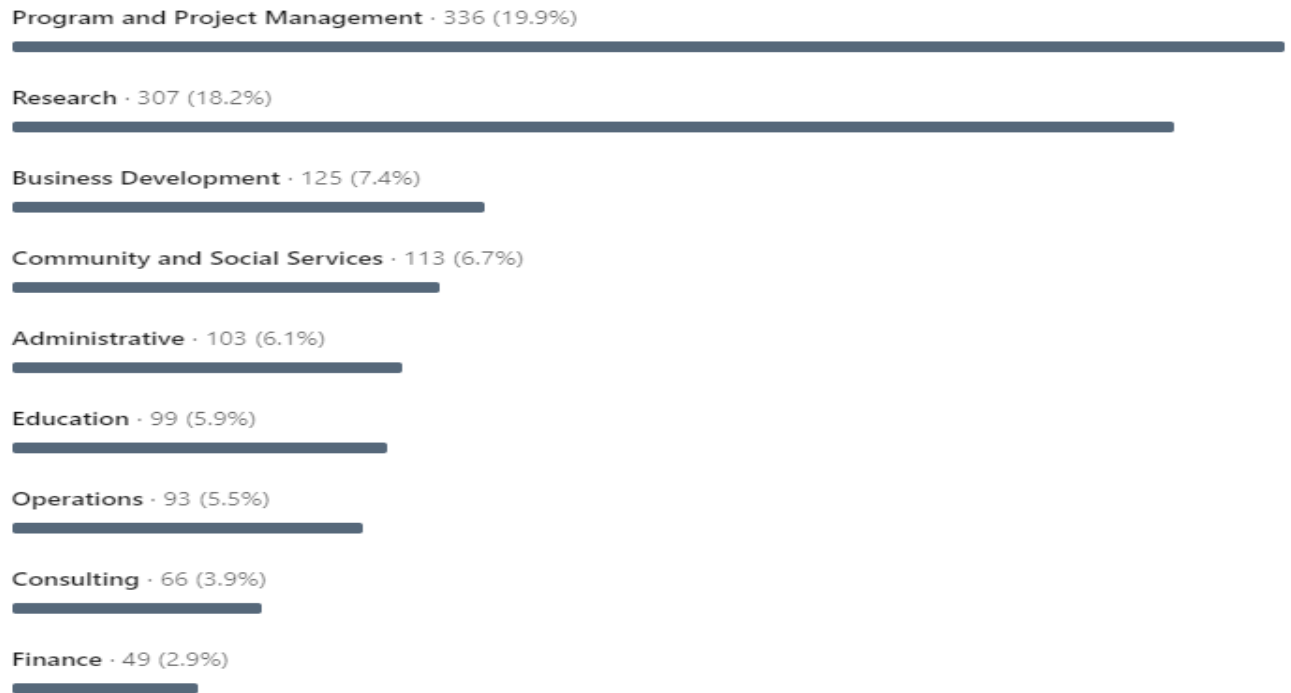 Program and Project Management · 336 (19.9%)
Research · 307 (18.2%)
Business Development · 125 (7.4%)
Community and Social Services · 113 (6.7%)
Administrative · 103 (6.1%)
Education · 99 (5.9%)
Operations · 93 (5.5%)
Consulting · 66 (3.9%)
Finance · 49 (2.9%)